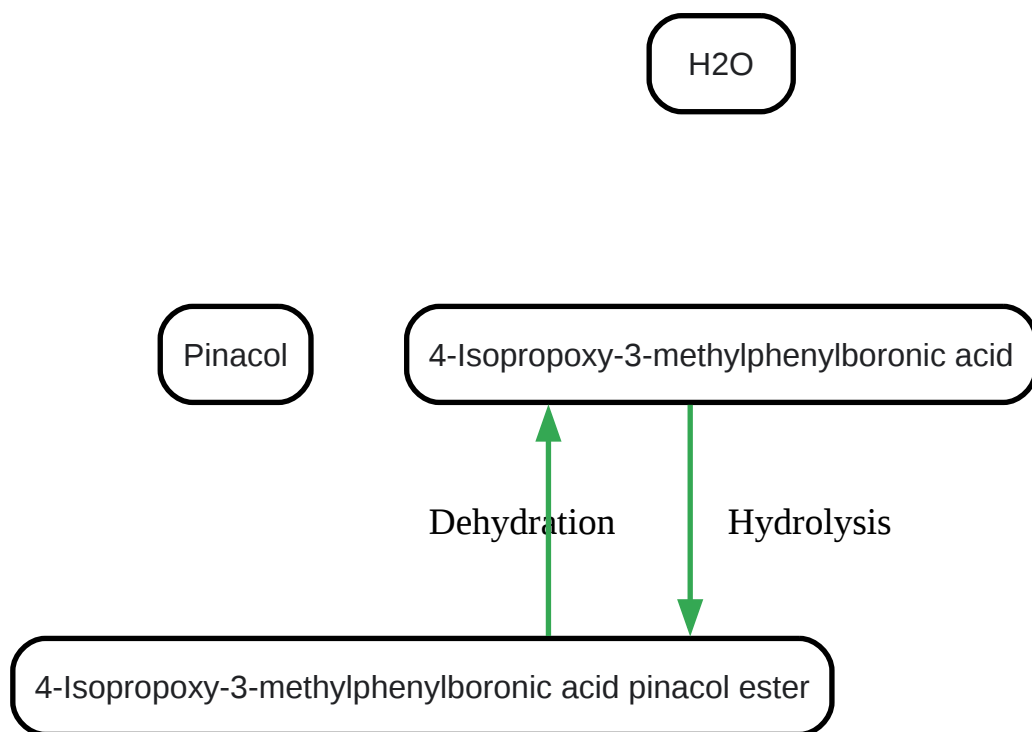 H2O
Pinacol
4-Isopropoxy-3-methylphenylboronic acid
Dehydration
Hydrolysis
4-Isopropoxy-3-methylphenylboronic acid pinacol ester